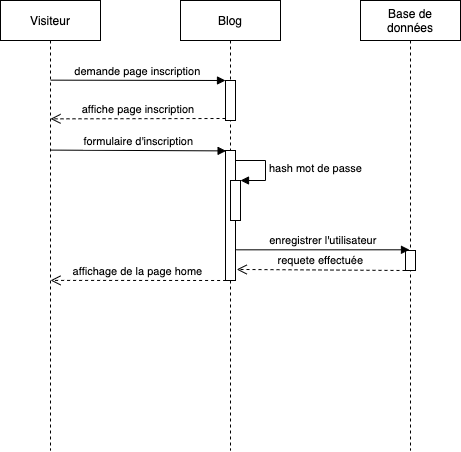 Visiteur
Blog
Base de
données
demande page inscription
affiche page inscription
formulaire d'inscription
hash mot de passe
enregistrer l'utilisateur
requete effectuée
affichage de la page home